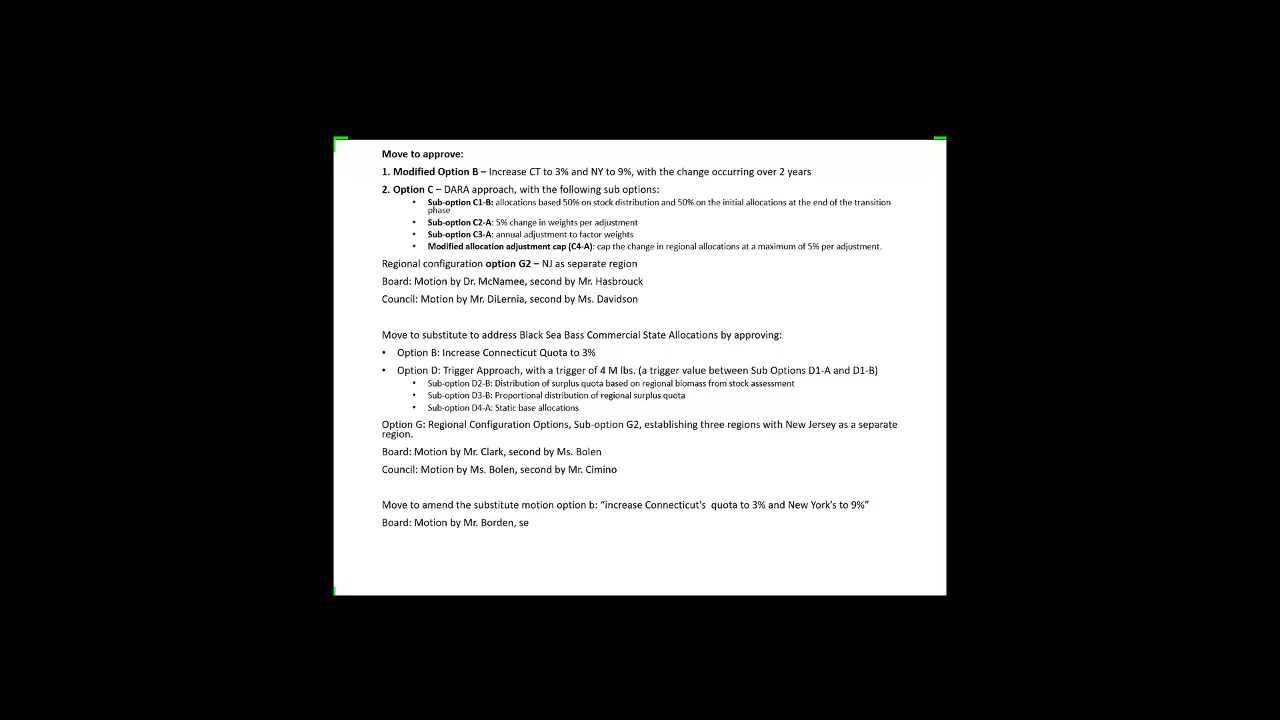 Move to approve:
1. Modified Option B – Increase CT to 3% and NY to 9%, with the change occurring over 2 years
2. Option C – DARA approach, with the following sub options:
• Sub-option C1-B: allocations based 50% on stock distribution and 50% on the initial allocations at the end of the transition
phase
• Sub-option C2-A: 5% change in weights per adjustment
• Sub-option C3-A: annual adjustment to factor weights
• Modified allocation adjustment cap (C4-A): cap the change in regional allocations at a maximum of 5% per adjustment.
Regional configuration option G2 – NJ as separate region
Board: Motion by Dr. McNamee, second by Mr. Hasbrouck
Council: Motion by Mr. DiLernia, second by Ms. Davidson
Move to substitute to address Black Sea Bass Commercial State Allocations by approving:
• Option B: Increase Connecticut Quota to 3%
• Option D: Trigger Approach, with a trigger of 4 M lbs. (a trigger value between Sub Options D1-A and D1-B)
• Sub-option D2-B: Distribution of surplus quota based on regional biomass from stock assessment
• Sub-option D3-B: Proportional distribution of regional surplus quota
• Sub-option D4-A: Static base allocations
Option G: Regional Configuration Options, Sub-option G2, establishing three regions with New Jersey as a separate
region.
Board: Motion by Mr. Clark, second by Ms. Bolen
Council: Motion by Ms. Bolen, second by Mr. Cimino
Move to amend the substitute motion option b: “increase Connecticut's  quota to 3% and New York’s to 9%”
Board: Motion by Mr. Borden, se